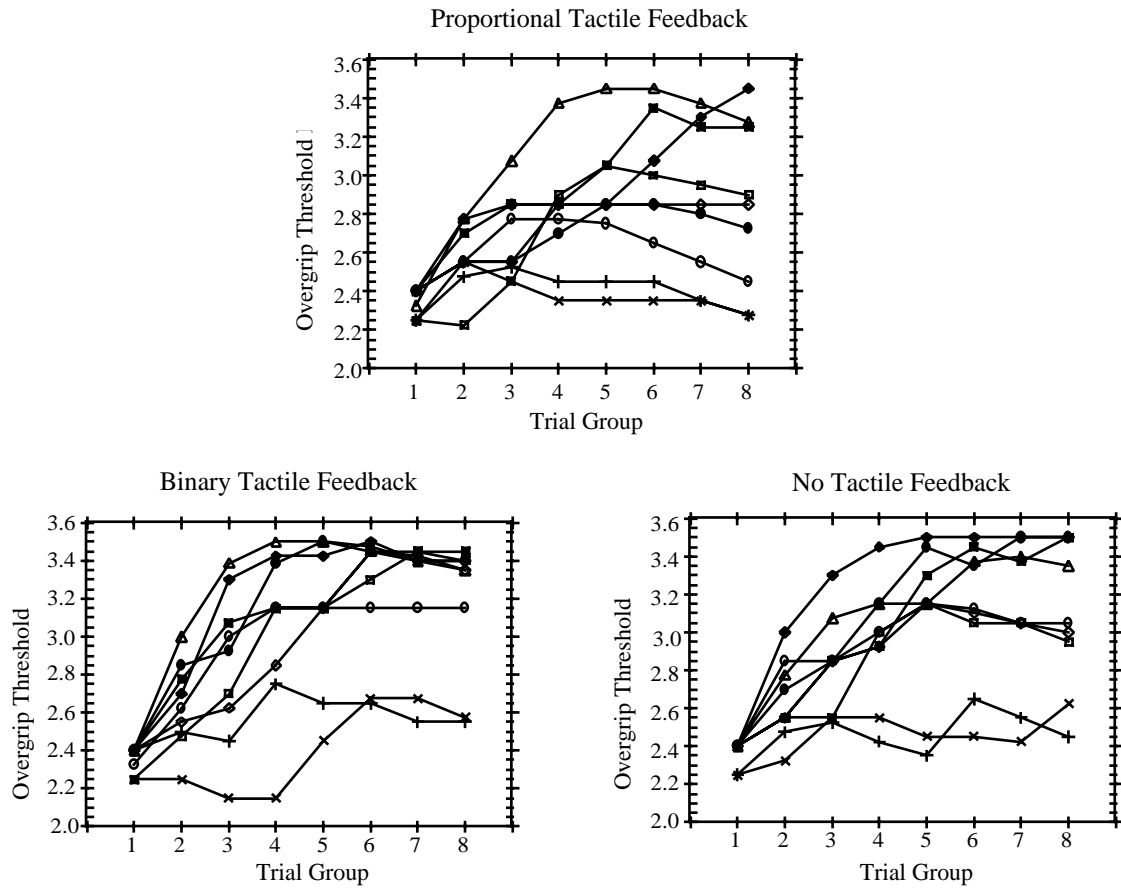 Proportional Tactile Feedback
3.6
3.4
3.2
3.0
2.8
2.6
2.4
2.2
2.0
Overgrip Threshold
1 2 3 4 5 6 7 8
Trial Group
Binary Tactile Feedback
3.6
3.4
3.2
3.0
2.8
2.6
2.4
2.2
2.0
Overgrip Threshold
1 2 3 4 5 6 7 8
Trial Group
No Tactile Feedback
3.6
3.4
3.2
3.0
2.8
2.6
2.4
2.2
2.0
Overgrip Threshold
1 2 3 4 5 6 7 8
Trial Group